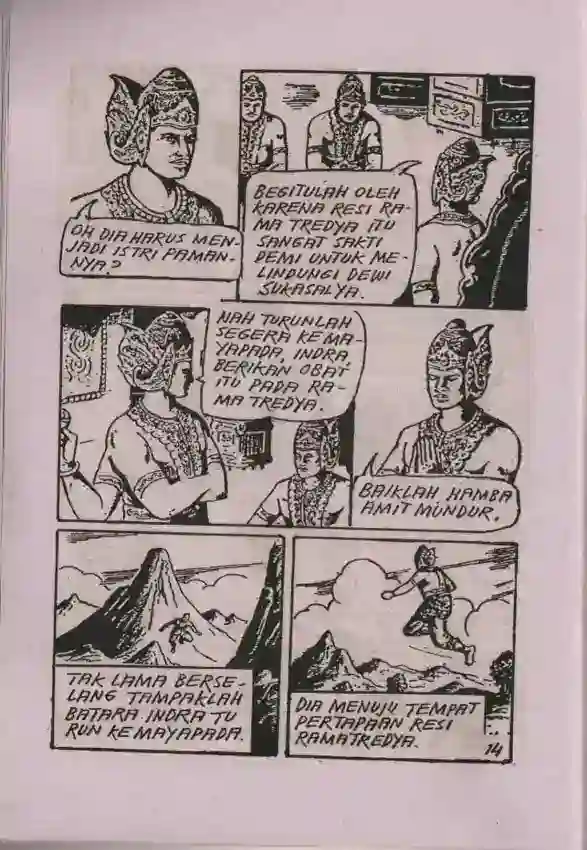 OH DIA HARUS MEN-
JADI ISTRI PAMAN-
NYA?
BEGITULAH OLEH
KARENA RESI RA-
MA TREDYA ITU
SANGAT SAKTI
DEMI UNTUK ME-
LINDUNGI DEWI
SUKASALYA.
NAH TURUNLAH
SEGERA KE MA-
YAPADA, INDRA,
BERIKAN OBAT
ITU PADA RA-
MA TREDYA.
BAIKLAH HAMBA
AMIT MUNDUR.
TAK LAMA BERSE-
LANG TAMPAKLAH
BATARA INDRA TU
RUN KE MAYAPADA.
DIA MENUJU TEMPAT
PERTAPAAN RESI
RAMATREDYA.
14